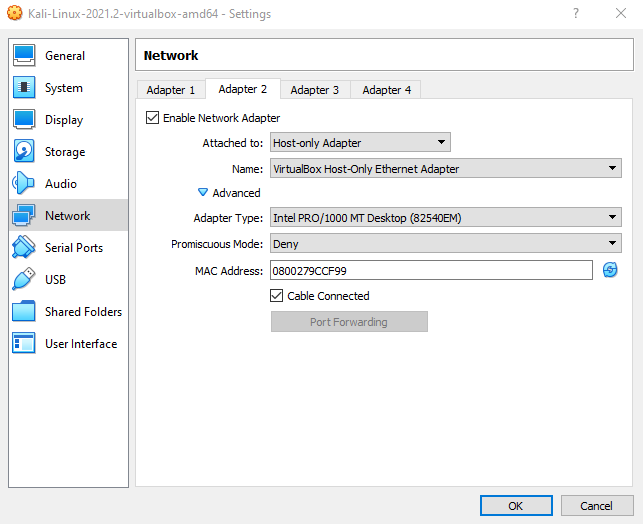 Kali-Linux-2021.2-virtualbox-amd64 - Settings
General
System
Display
Storage
Audio
Network
Serial Ports
USB
Shared Folders
User Interface
Network
Adapter 1 Adapter 2 Adapter 3 Adapter 4
Enable Network Adapter
Attached to: Host-only Adapter
Name: VirtualBox Host-Only Ethernet Adapter
Advanced
Adapter Type: Intel PRO/1000 MT Desktop (82540EM)
Promiscuous Mode: Deny
MAC Address: 0800279CCF99
Cable Connected
Port Forwarding
OK Cancel